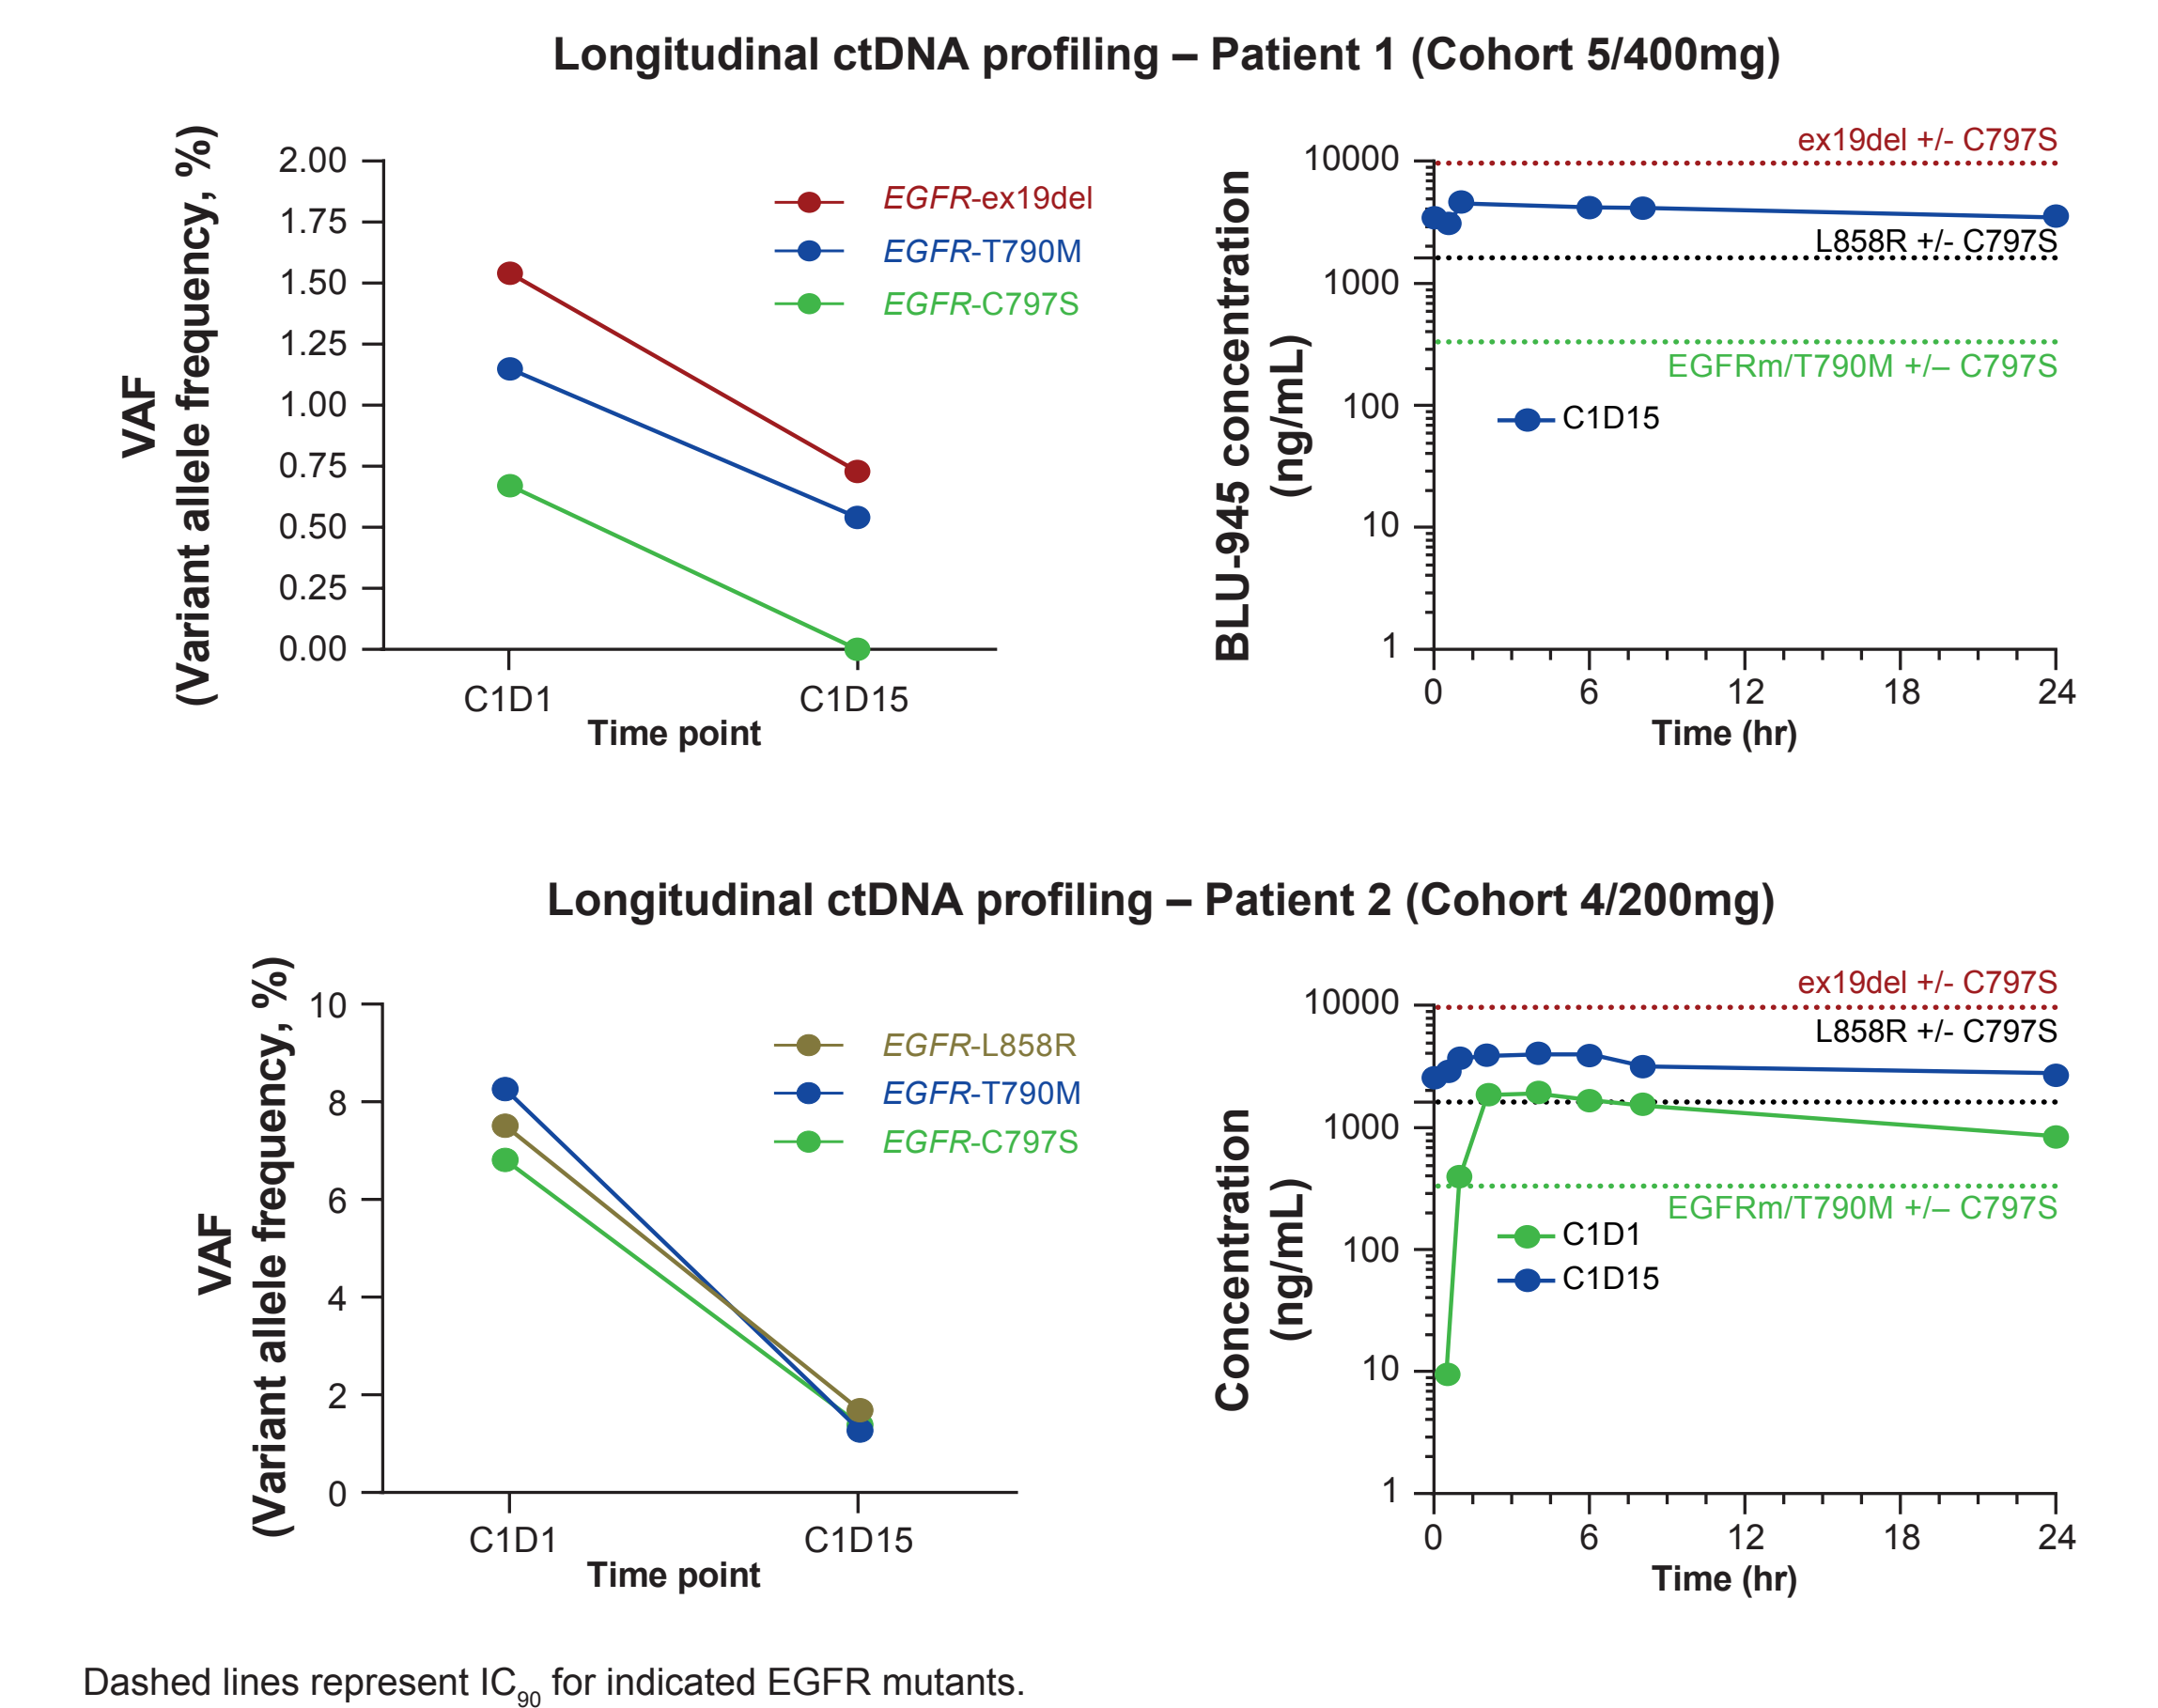 Longitudinal ctDNA profiling – Patient 1 (Cohort 5/400mg)
VAF
(Variant allele frequency, %)
2.00
1.75
1.50
1.25
1.00
0.75
0.50
0.25
0.00
EGFR-ex19del
EGFR-T790M
EGFR-C797S
C1D1
C1D15
Time point
BLU-945 concentration
(ng/mL)
10000
1000
100
10
1
ex19del +/- C797S
L858R +/- C797S
EGFRm/T790M +/– C797S
C1D15
0 6 12 18 24
Time (hr)
Longitudinal ctDNA profiling – Patient 2 (Cohort 4/200mg)
VAF
(Variant allele frequency, %)
10
8
6
4
2
0
EGFR-L858R
EGFR-T790M
EGFR-C797S
C1D1
C1D15
Time point
Concentration
(ng/mL)
10000
1000
100
10
1
ex19del +/- C797S
L858R +/- C797S
EGFRm/T790M +/– C797S
C1D1
C1D15
0 6 12 18 24
Time (hr)
Dashed lines represent IC90 for indicated EGFR mutants.